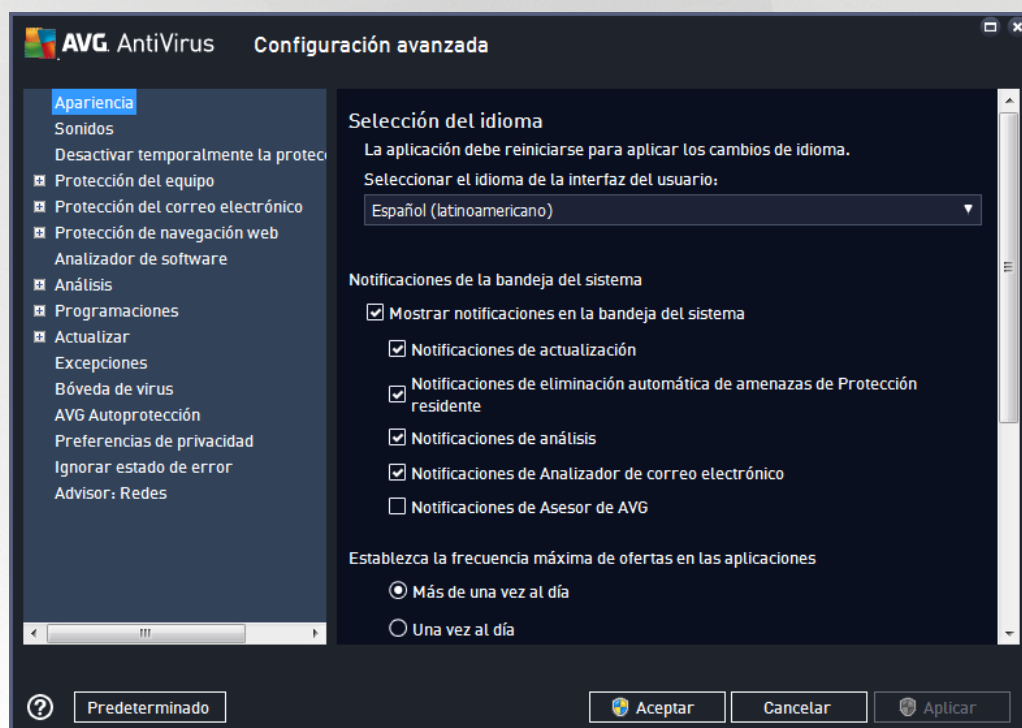 AVG AntiVirus Configuración avanzada
Apariencia
Sonidos
Desactivar temporalmente la
Protección del equipo
Protección del correo electrónico
Protección de navegación web
Analizador de software
Análisis
Programaciones
Actualizar
Excepciones
Bóveda de virus
AVG Autoprotección
Preferencias de privacidad
Ignorar estado de error
Advisor: Redes
Selección del idioma
La aplicación debe reiniciarse para aplicar los cambios de idioma.
Seleccionar el idioma de la interfaz del usuario:
Español (latinoamericano)
Notificaciones de la bandeja del sistema
Mostrar notificaciones en la bandeja del sistema
Notificaciones de actualización
Notificaciones de eliminación automática de amenazas de Protección
residente
Notificaciones de análisis
Notificaciones de Analizador de correo electrónico
Notificaciones de Asesor de AVG
Establezca la frecuencia máxima de ofertas en las aplicaciones
Más de una vez al día
Una vez al día
?
Predeterminado
Aceptar
Cancelar
Aplicar